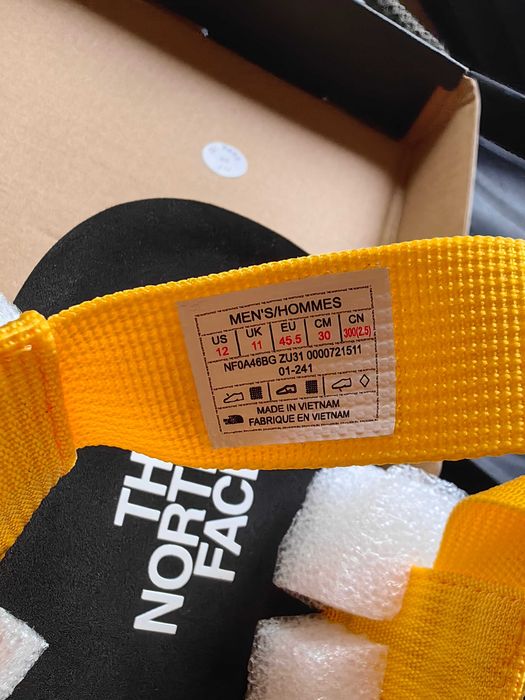 MEN'S/HOMMES
US UK EU CM CN
12 11 45.5 30 300(2.5)
NF0A46BG ZU31 0000721511
01-241
MADE IN VIETNAM
FABRIQUE EN VIETNAM
THE
NORTH
FACE